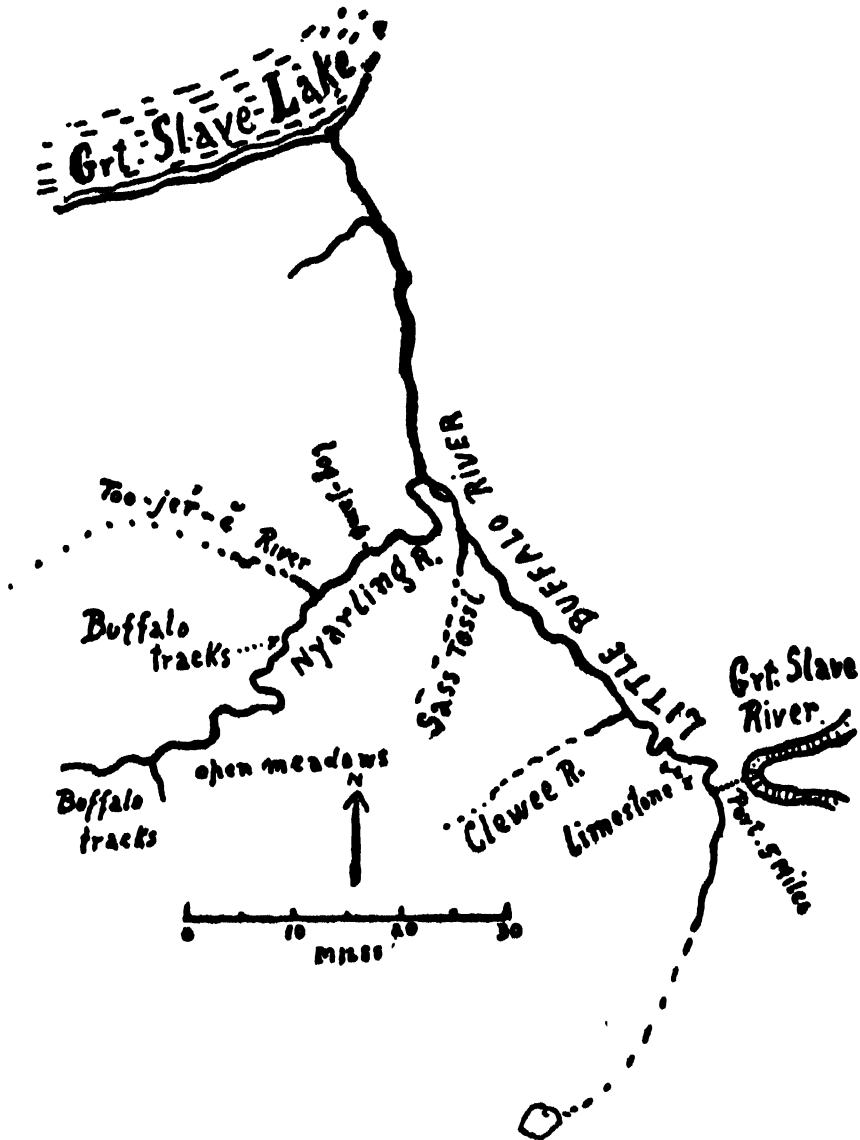 Grt. Slave Lake
LITTLE BUFFALO RIVER
log-jam
Too-jer-ĕ River
Nyarling R.
Buffalo
tracks
Sass Tossi
Grt. Slave
River.
open meadows
Buffalo
tracks
Clewee R.
Limestone
Port. 5 Miles
N
0 10 20 30
MILES